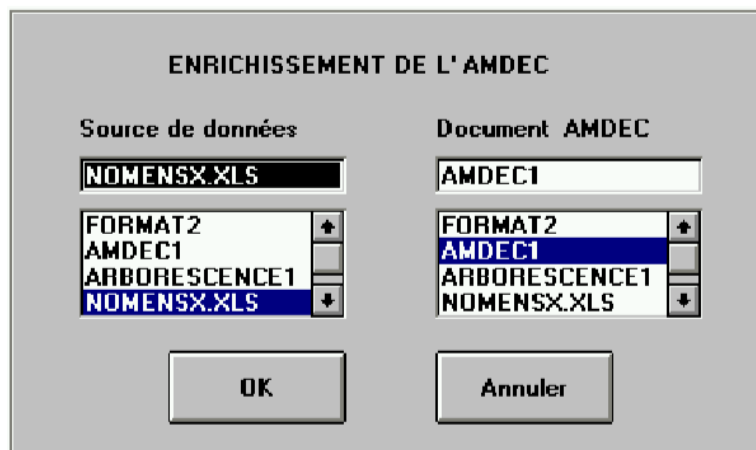 ENRICHISSEMENT DE L'AMDEC
Source de données
NOMENSX.XLS
FORMAT2
AMDEC1
ARBORESCENCE1
NOMENSX.XLS
Document AMDEC
AMDEC1
FORMAT2
AMDEC1
ARBORESCENCE1
NOMENSX.XLS
OK
Annuler